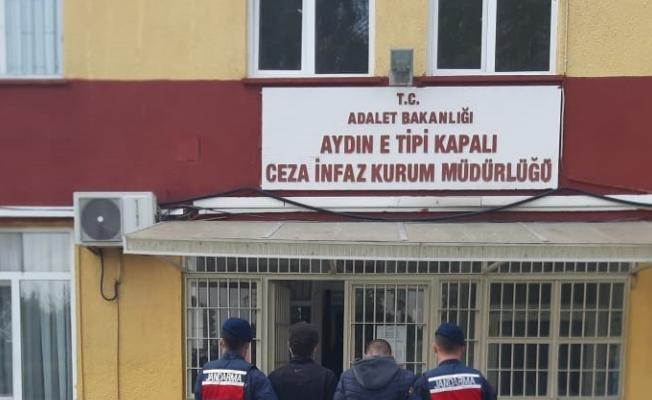 T.C.
ADALET BAKANLIĞI
AYDIN E TİPİ KAPALI
CEZA İNFAZ KURUM MÜDÜRLÜĞÜ
JANDARMA
JANDARMA